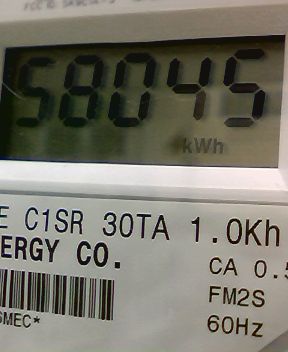 58045
kWh
E C1SR 30TA 1.0Kh
ERGY CO.
CA 0.5
FM2S
60Hz
SMEC*